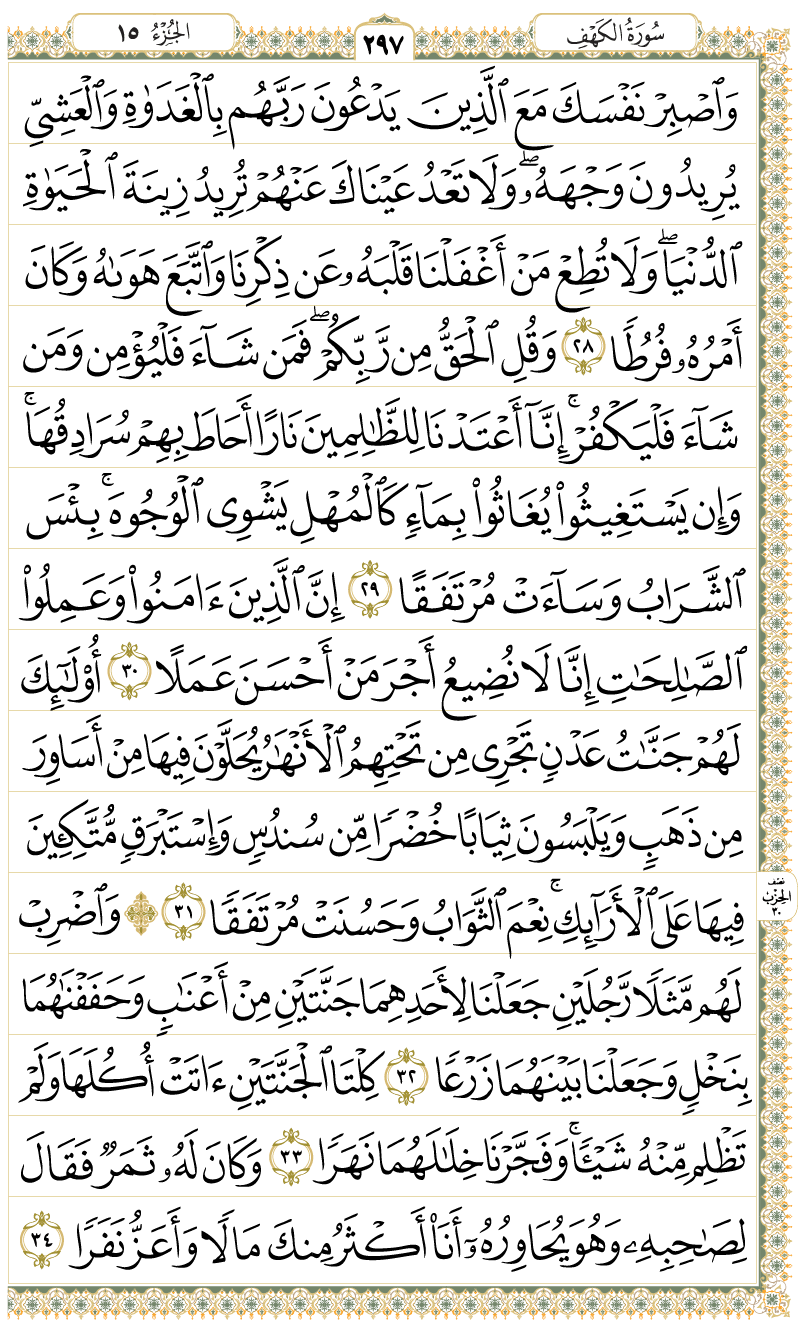 سُورَةُ الكَهْفِ
٢٩٧
الجُزْءُ ١٥
وَٱصْبِرْ نَفْسَكَ مَعَ ٱلَّذِينَ يَدْعُونَ رَبَّهُم بِٱلْغَدَوٰةِ وَٱلْعَشِىِّ
يُرِيدُونَ وَجْهَهُۥۖ وَلَا تَعْدُ عَيْنَاكَ عَنْهُمْ تُرِيدُ زِينَةَ ٱلْحَيَوٰةِ
ٱلدُّنْيَاۖ وَلَا تُطِعْ مَنْ أَغْفَلْنَا قَلْبَهُۥ عَن ذِكْرِنَا وَٱتَّبَعَ هَوَىٰهُ وَكَانَ
أَمْرُهُۥ فُرُطًا ٢٨ وَقُلِ ٱلْحَقُّ مِن رَّبِّكُمْۖ فَمَن شَآءَ فَلْيُؤْمِن وَمَن
شَآءَ فَلْيَكْفُرْۚ إِنَّآ أَعْتَدْنَا لِلظَّٰلِمِينَ نَارًا أَحَاطَ بِهِمْ سُرَادِقُهَاۚ
وَإِن يَسْتَغِيثُوا۟ يُغَاثُوا۟ بِمَآءٍ كَٱلْمُهْلِ يَشْوِى ٱلْوُجُوهَۚ بِئْسَ
ٱلشَّرَابُ وَسَآءَتْ مُرْتَفَقًا ٢٩ إِنَّ ٱلَّذِينَ ءَامَنُوا۟ وَعَمِلُوا۟
ٱلصَّٰلِحَٰتِ إِنَّا لَا نُضِيعُ أَجْرَ مَنْ أَحْسَنَ عَمَلًا ٣٠ أُو۟لَٰٓئِكَ
لَهُمْ جَنَّٰتُ عَدْنٍ تَجْرِى مِن تَحْتِهِمُ ٱلْأَنْهَٰرُ يُحَلَّوْنَ فِيهَا مِنْ أَسَاوِرَ
مِن ذَهَبٍ وَيَلْبَسُونَ ثِيَابًا خُضْرًا مِّن سُندُسٍ وَإِسْتَبْرَقٍ مُّتَّكِـِٔينَ
فِيهَا عَلَى ٱلْأَرَآئِكِۚ نِعْمَ ٱلثَّوَابُ وَحَسُنَتْ مُرْتَفَقًا ٣١ ۞ وَٱضْرِبْ
لَهُم مَّثَلًا رَّجُلَيْنِ جَعَلْنَا لِأَحَدِهِمَا جَنَّتَيْنِ مِنْ أَعْنَٰبٍ وَحَفَفْنَٰهُمَا
بِنَخْلٍ وَجَعَلْنَا بَيْنَهُمَا زَرْعًا ٣٢ كِلْتَا ٱلْجَنَّتَيْنِ ءَاتَتْ أُكُلَهَا وَلَمْ
تَظْلِم مِّنْهُ شَيْـًٔاۚ وَفَجَّرْنَا خِلَٰلَهُمَا نَهَرًا ٣٣ وَكَانَ لَهُۥ ثَمَرٌ فَقَالَ
لِصَٰحِبِهِۦ وَهُوَ يُحَاوِرُهُۥٓ أَنَا۠ أَكْثَرُ مِنكَ مَالًا وَأَعَزُّ نَفَرًا ٣٤
نصف
الحِزْب
٣٠